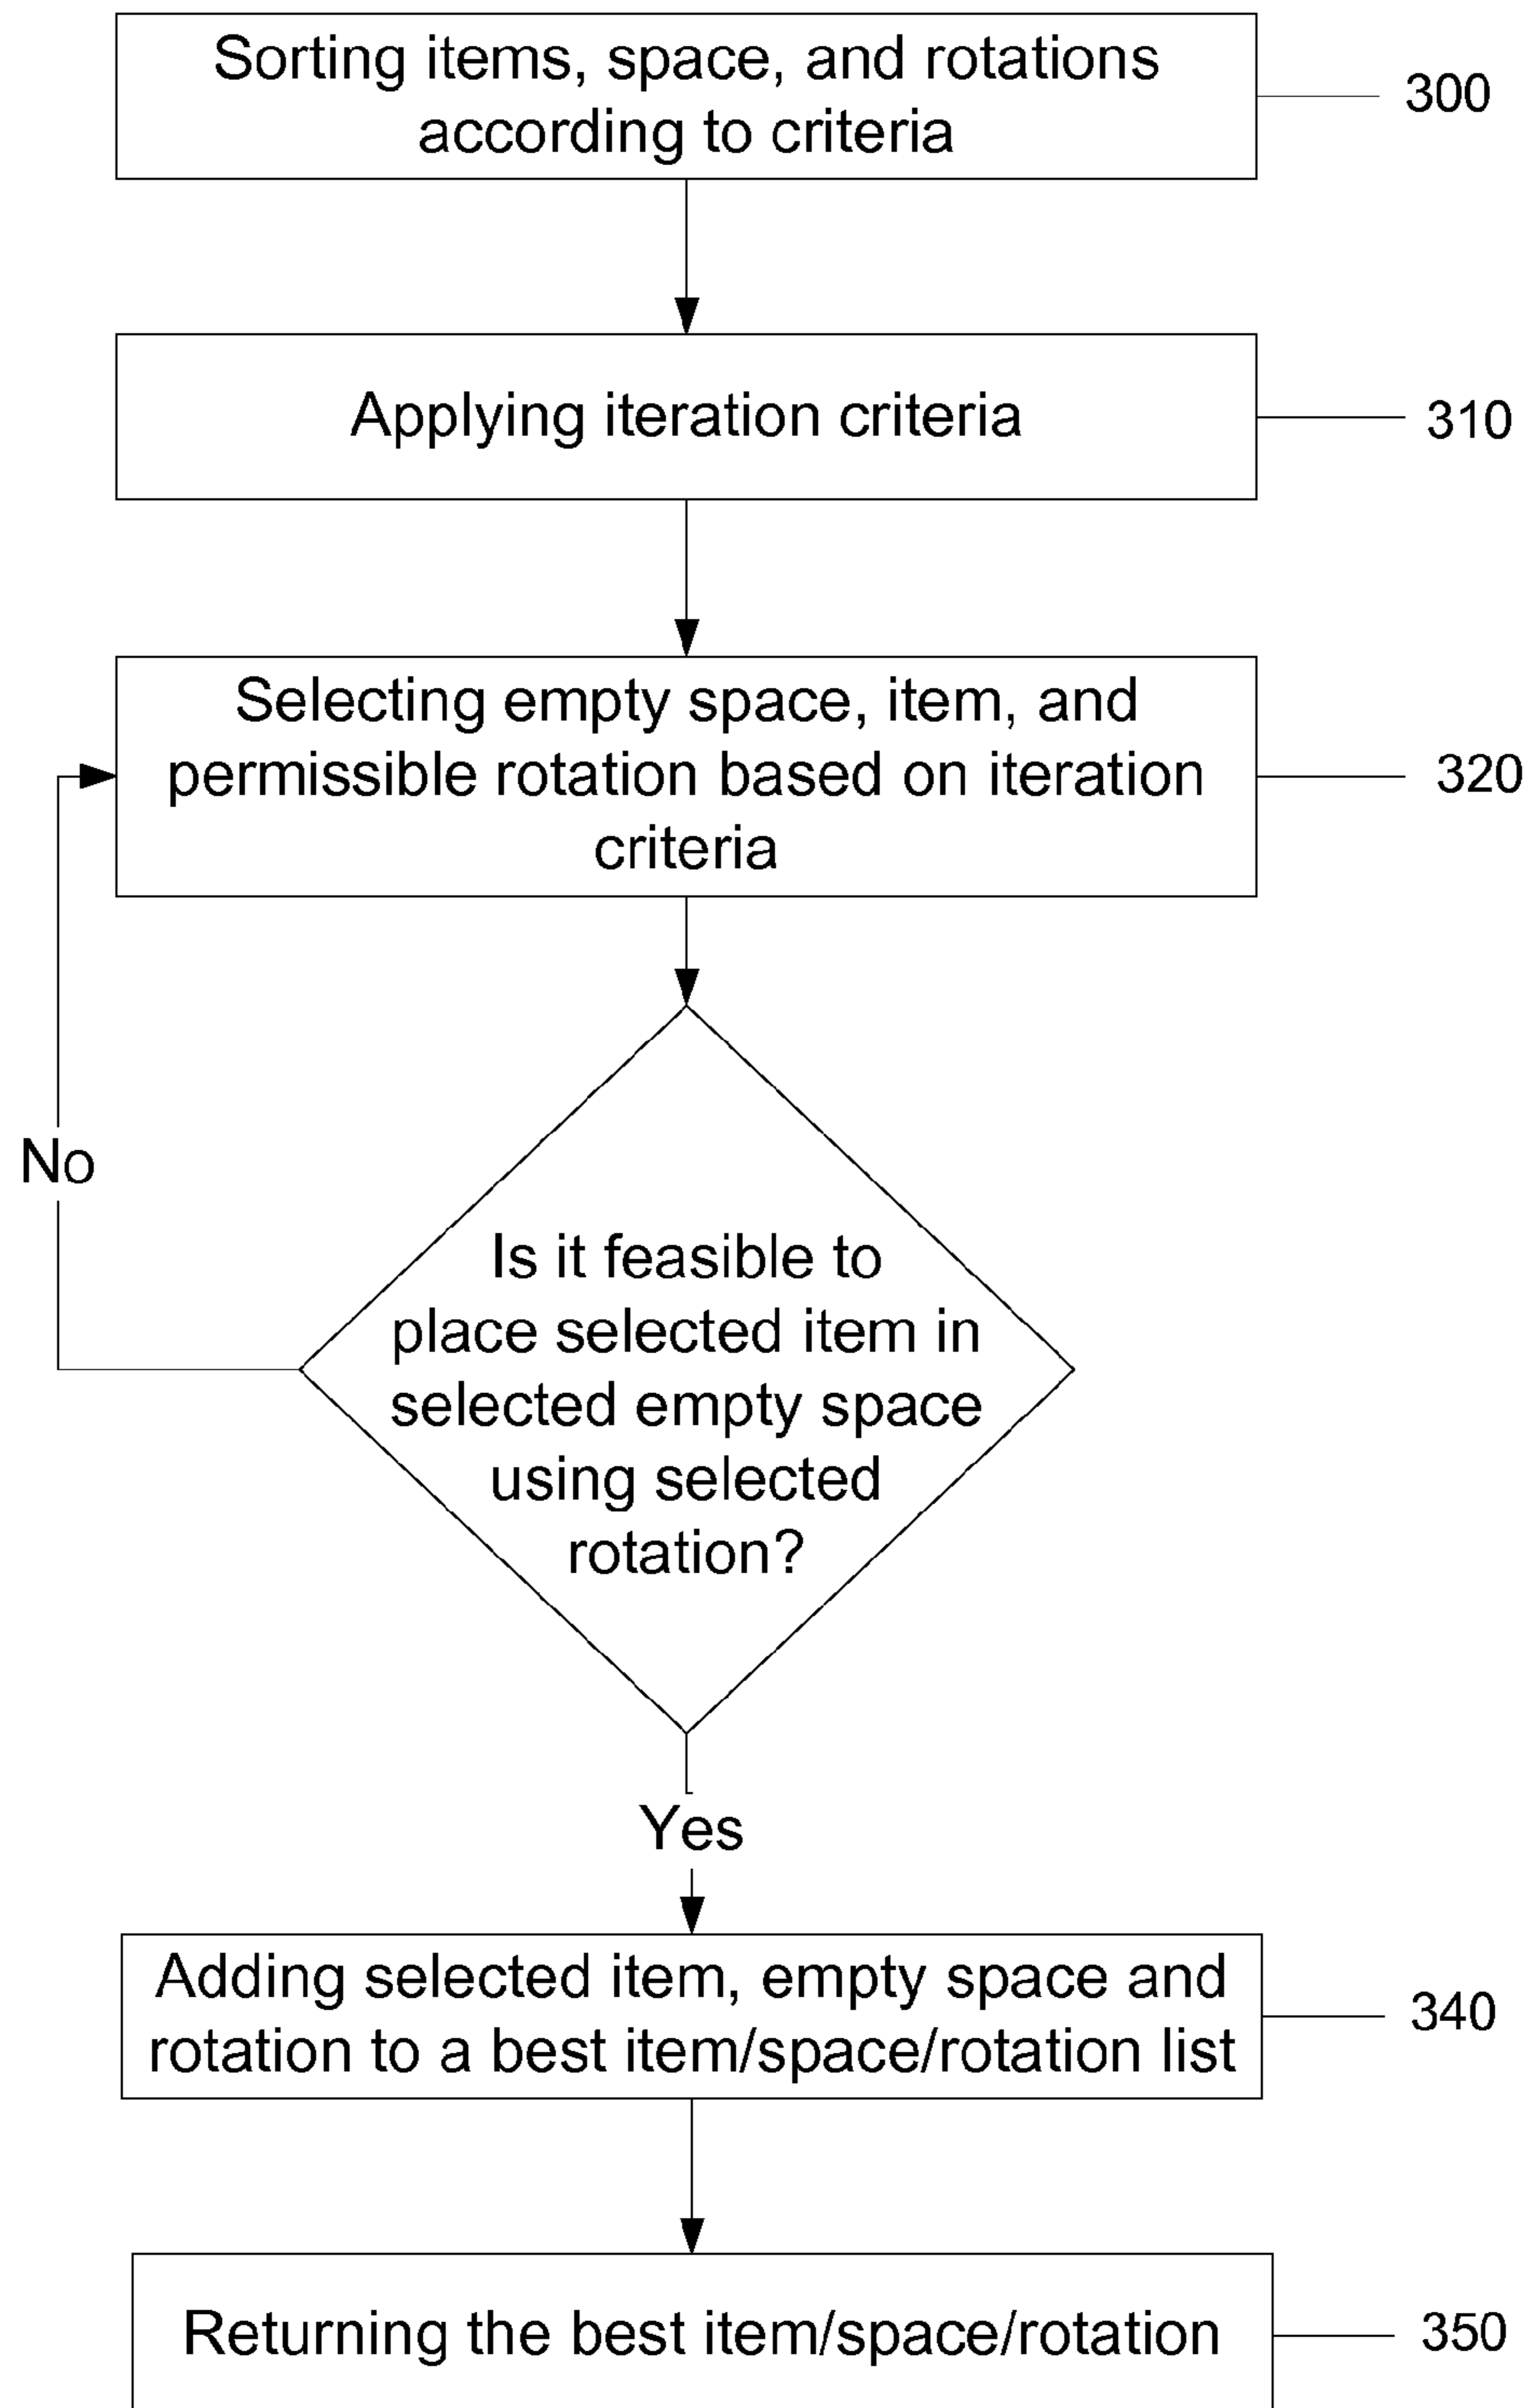 Sorting items, space, and rotations
according to criteria
300
Applying iteration criteria
310
Selecting empty space, item, and
permissible rotation based on iteration
criteria
320
No
Is it feasible to
place selected item in
selected empty space
using selected
rotation?
Yes
Adding selected item, empty space and
rotation to a best item/space/rotation list
340
Returning the best item/space/rotation
350